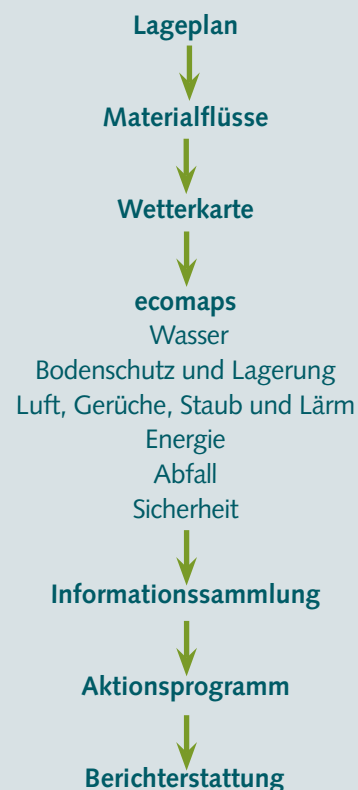 Lageplan
Materialflüsse
Wetterkarte
ecomaps
Wasser
Bodenschutz und Lagerung
Luft, Gerüche, Staub und Lärm
Energie
Abfall
Sicherheit
Informationssammlung
Aktionsprogramm
Berichterstattung